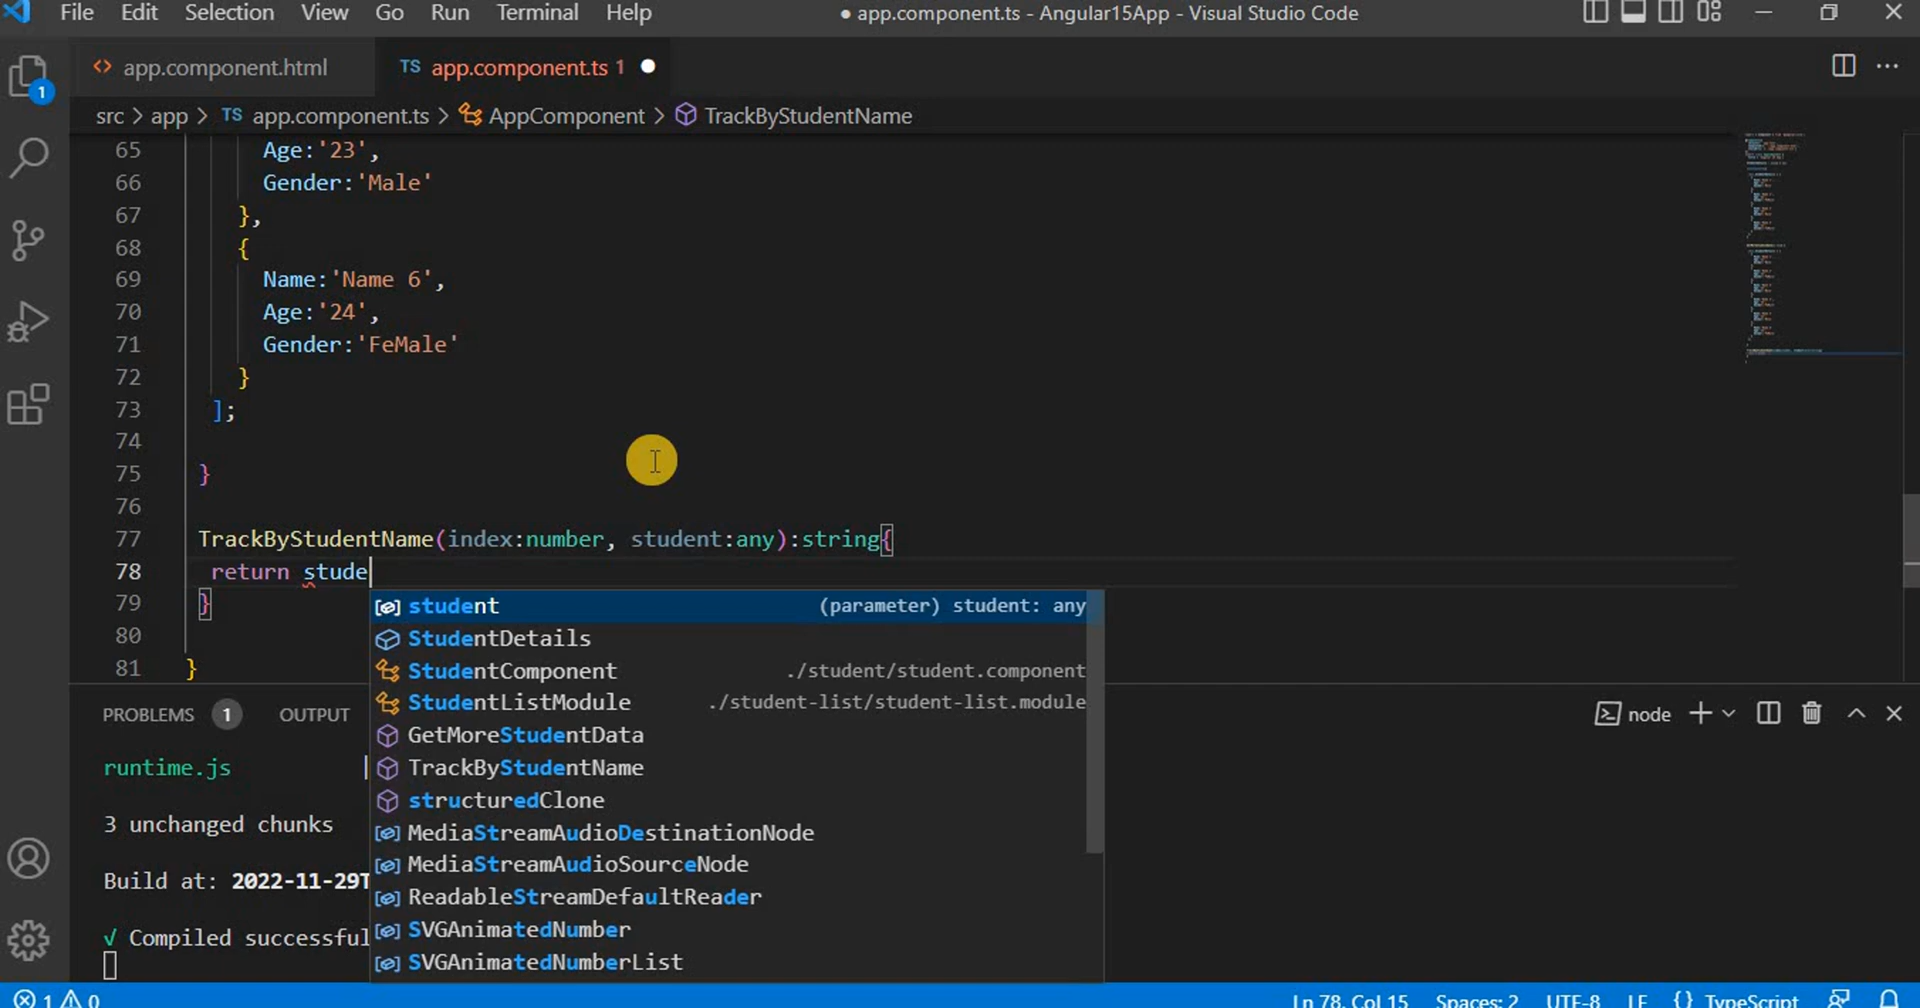 File Edit Selection View Go Run Terminal Help ● app.component.ts - Angular15App - Visual Studio Code
<> app.component.html TS app.component.ts 1
1
src > app > TS app.component.ts > AppComponent > TrackByStudentName
65 Age:'23',
66 Gender:'Male'
67 },
68 {
69 Name:'Name 6',
70 Age:'24',
71 Gender:'FeMale'
72 }
73 ];
74
75 }
76
77 TrackByStudentName(index:number, student:any):string{
78 return stude
79 }
80
81 }
student (parameter) student: any
StudentDetails
StudentComponent ./student/student.component
StudentListModule ./student-list/student-list.module
GetMoreStudentData
TrackByStudentName
structuredClone
MediaStreamAudioDestinationNode
MediaStreamAudioSourceNode
ReadableStreamDefaultReader
SVGAnimatedNumber
SVGAnimatedNumberList
PROBLEMS 1 OUTPUT node
runtime.js |
3 unchanged chunks
Build at: 2022-11-29T
√ Compiled successful
1 0 Ln 78, Col 15 Spaces: 2 UTF-8 LF {} TypeScript